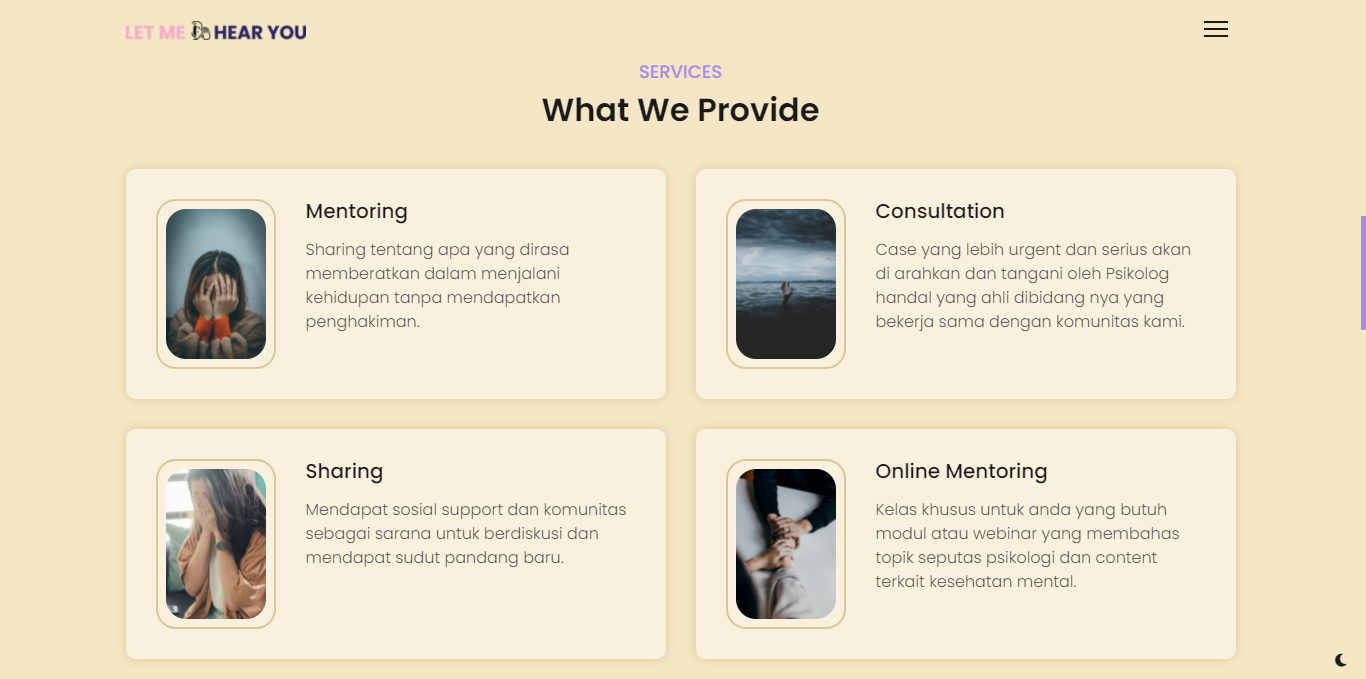 LET ME HEAR YOU
SERVICES
What We Provide
Mentoring
Sharing tentang apa yang dirasa
memberatkan dalam menjalani
kehidupan tanpa mendapatkan
penghakiman.
Consultation
Case yang lebih urgent dan serius akan
di arahkan dan tangani oleh Psikolog
handal yang ahli dibidang nya yang
bekerja sama dengan komunitas kami.
Sharing
Mendapat sosial support dan komunitas
sebagai sarana untuk berdiskusi dan
mendapat sudut pandang baru.
Online Mentoring
Kelas khusus untuk anda yang butuh
modul atau webinar yang membahas
topik seputas psikologi dan content
terkait kesehatan mental.